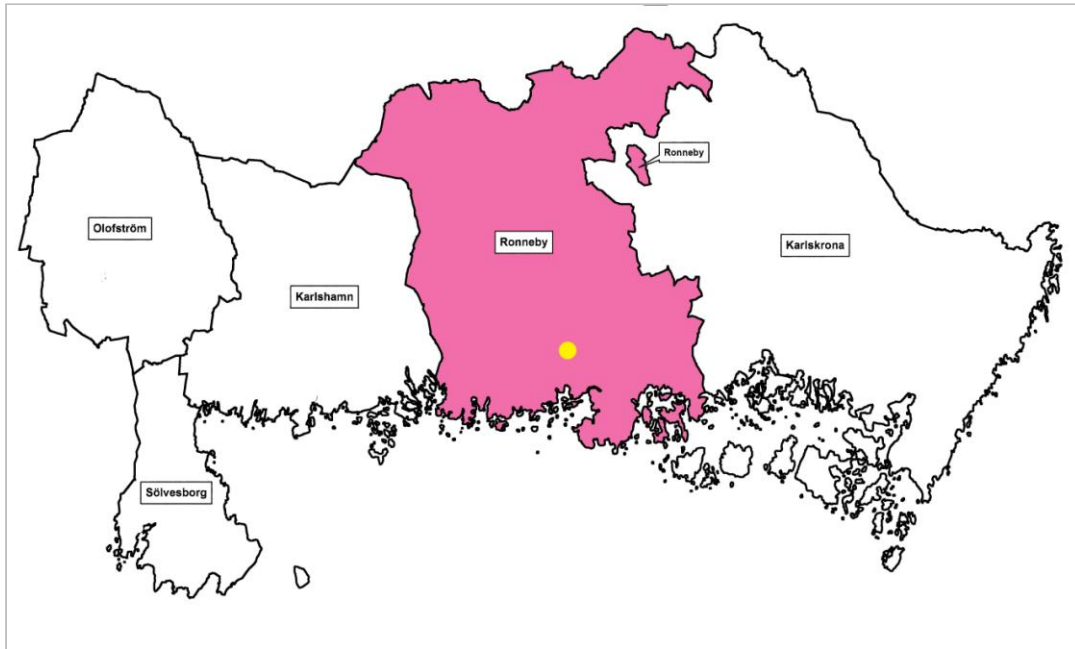 Ronneby
Olofström
Ronneby
Karlskrona
Karlshamn
Sölvesborg